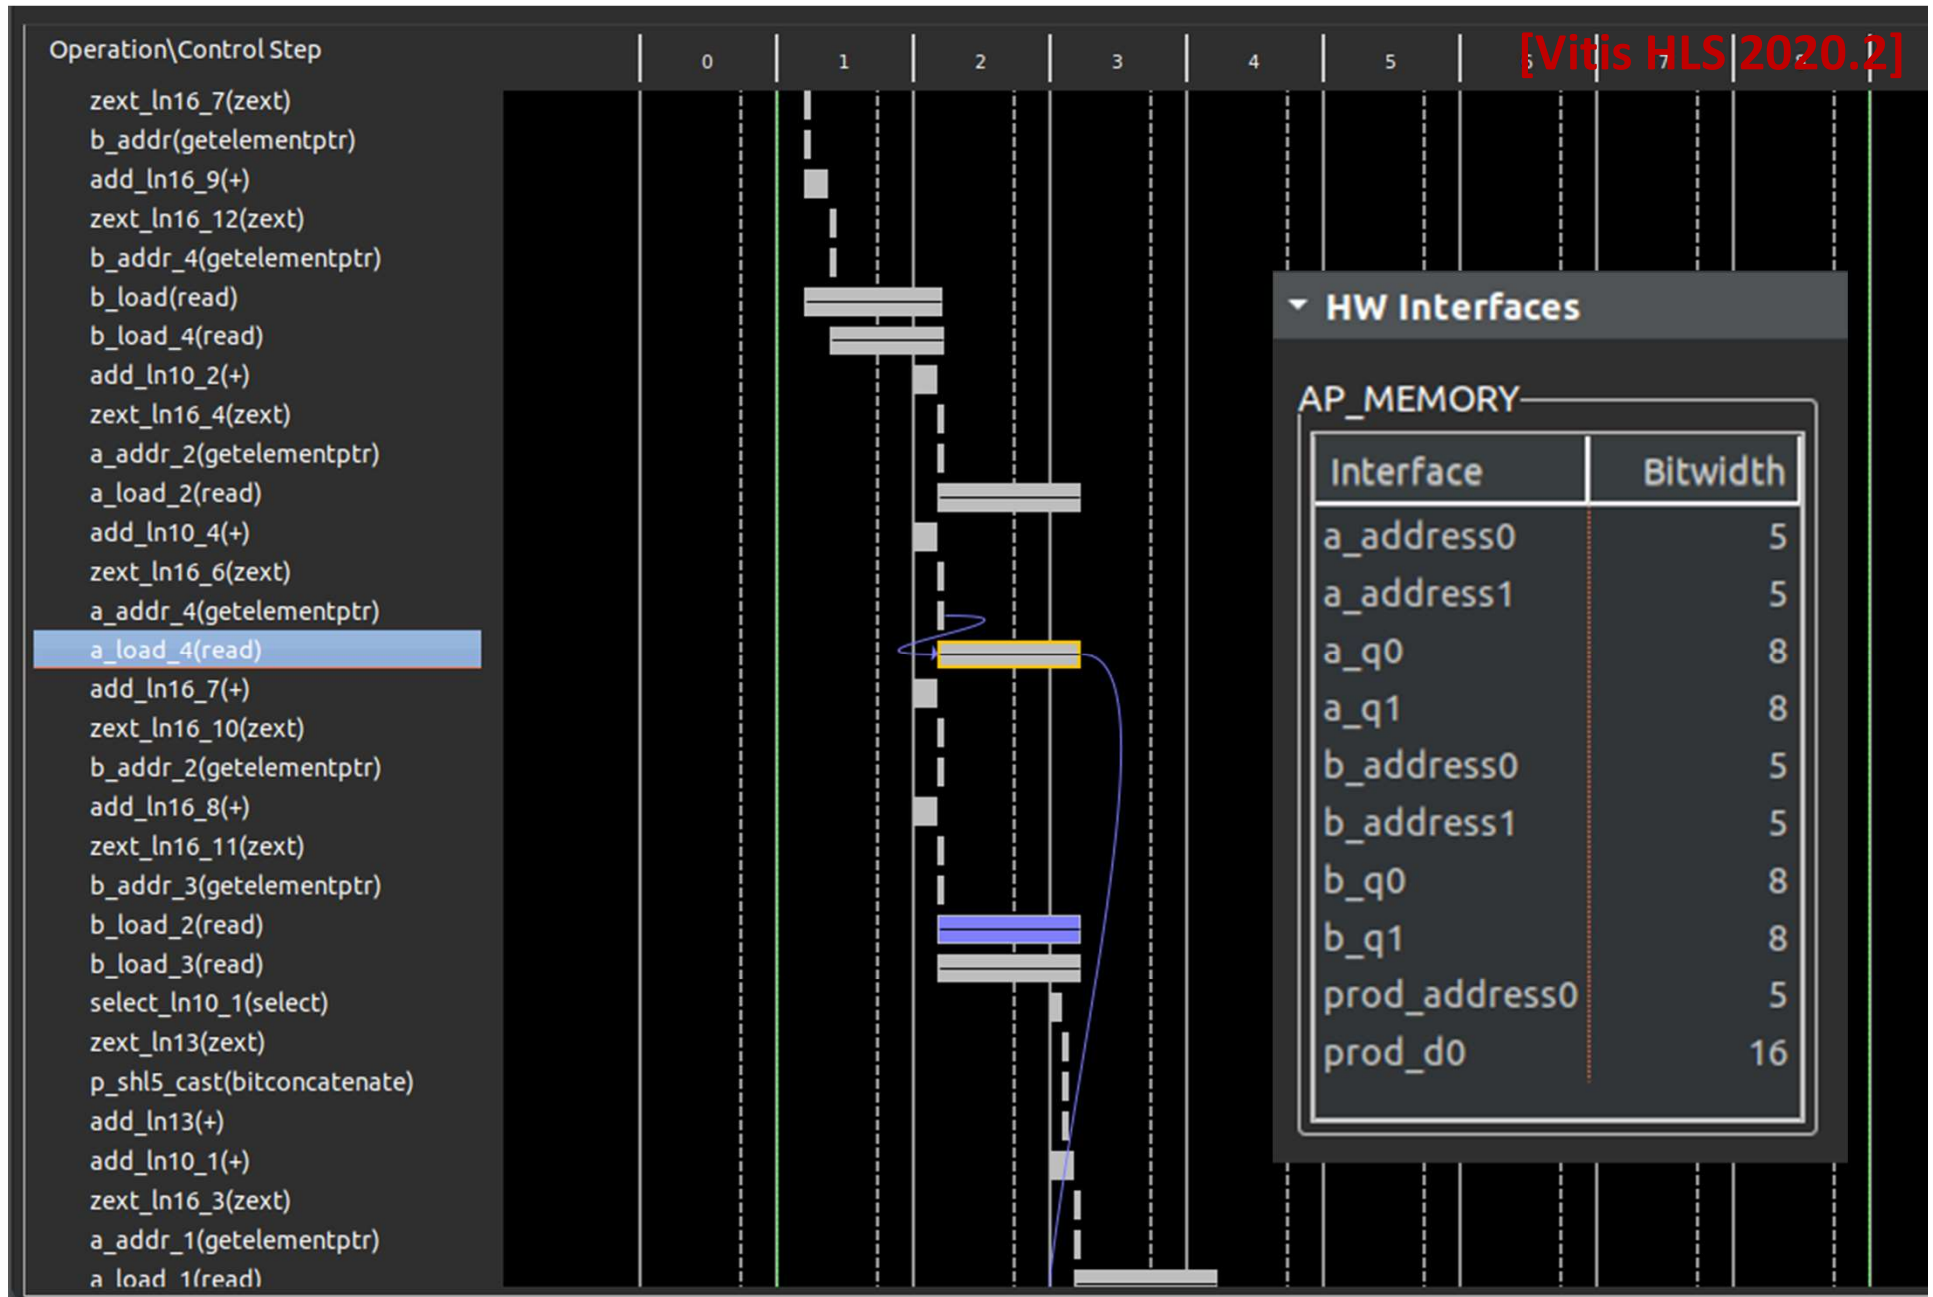 Operation\Control Step
0 1 2 3 4 5 6 7 8
[Vitis HLS 2020.2]
zext_ln16_7(zext)
b_addr(getelementptr)
add_ln16_9(+)
zext_ln16_12(zext)
b_addr_4(getelementptr)
b_load(read)
b_load_4(read)
add_ln10_2(+)
zext_ln16_4(zext)
a_addr_2(getelementptr)
a_load_2(read)
add_ln10_4(+)
zext_ln16_6(zext)
a_addr_4(getelementptr)
a_load_4(read)
add_ln16_7(+)
zext_ln16_10(zext)
b_addr_2(getelementptr)
add_ln16_8(+)
zext_ln16_11(zext)
b_addr_3(getelementptr)
b_load_2(read)
b_load_3(read)
select_ln10_1(select)
zext_ln13(zext)
p_shl5_cast(bitconcatenate)
add_ln13(+)
add_ln10_1(+)
zext_ln16_3(zext)
a_addr_1(getelementptr)
a_load_1(read)
HW Interfaces
AP_MEMORY
Interface Bitwidth
a_address0 5
a_address1 5
a_q0 8
a_q1 8
b_address0 5
b_address1 5
b_q0 8
b_q1 8
prod_address0 5
prod_d0 16